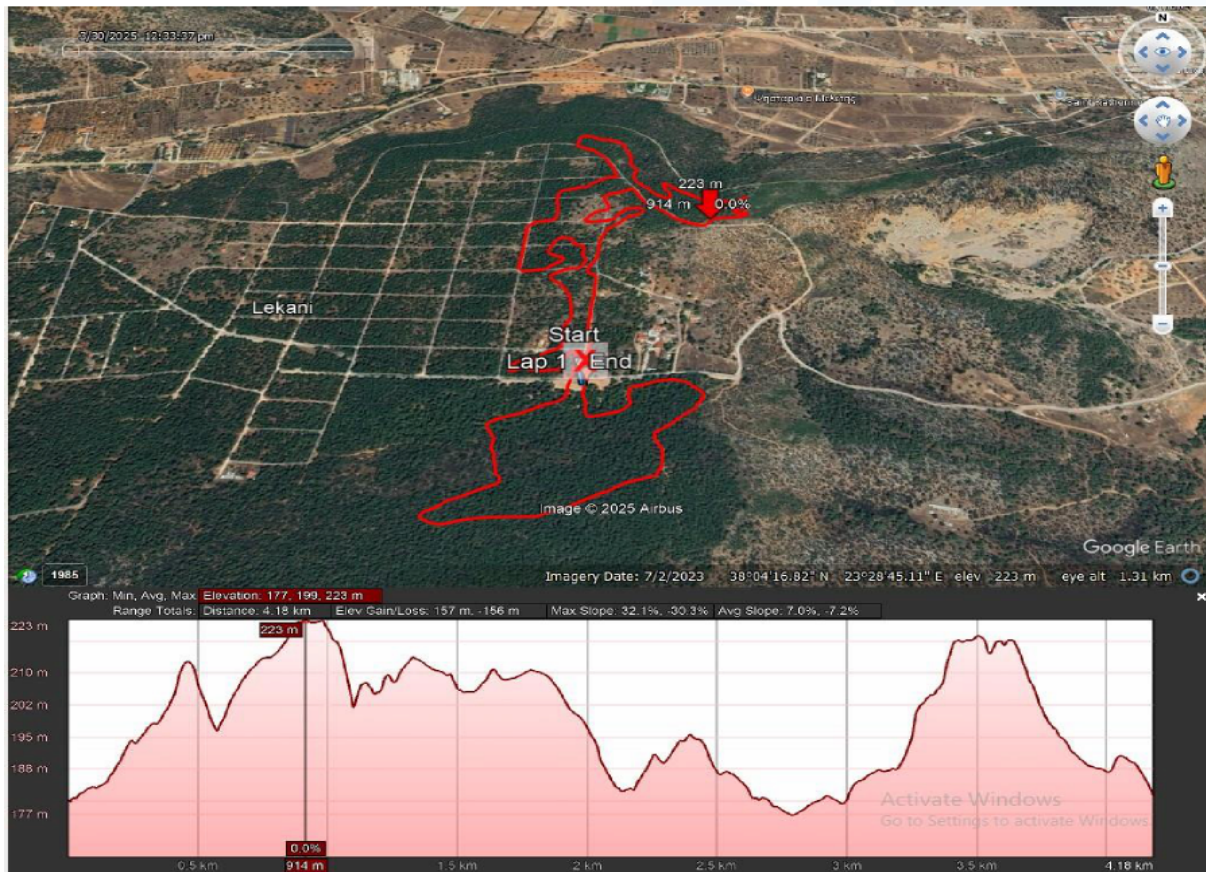 3/30/2025 12:33:37 pm
N
Ψησταριά ο Μελέτης
223 m
914 m 0.0%
Lekani
Start
Lap 1 End
Image © 2025 Airbus
Google Earth
1985
Imagery Date: 7/2/2023 38°04'16.82" N 23°28'45.11" E elev 223 m eye alt 1.31 km
Graph: Min, Avg, Max Elevation: 177, 199, 223 m
Range Totals: Distance: 4.18 km Elev Gain/Loss: 157 m, -156 m Max Slope: 32.1%, -30.3% Avg Slope: 7.0%, -7.2%
223 m
223 m
210 m
202 m
195 m
188 m
177 m
Activate Windows
Go to Settings to activate Windows.
0.0%
0.5 km 914 m 1.5 km 2 km 2.5 km 3 km 3.5 km 4.18 km